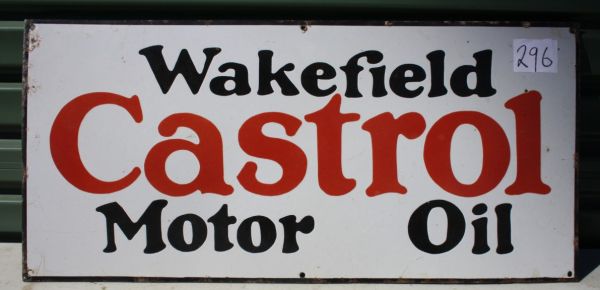 296
Wakefield
Castrol
Motor Oil